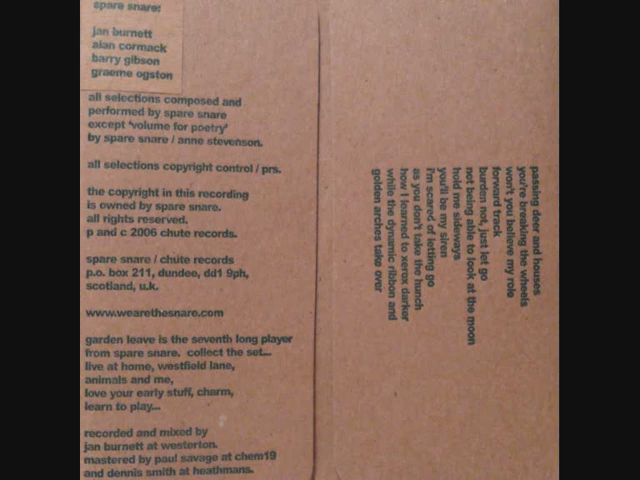 spare snare:
jan burnett
alan cormack
barry gibson
graeme ogston
all selections composed and
performed by spare snare
except 'volume for poetry'
by spare snare / anne stevenson.
all selections copyright control / prs.
the copyright in this recording
is owned by spare snare.
all rights reserved.
p and c 2006 chute records.
spare snare / chute records
p.o. box 211, dundee, dd1 9ph,
scotland, u.k.
www.wearethesnare.com
garden leave is the seventh long player
from spare snare. collect the set...
live at home, westfield lane,
animals and me,
love your early stuff, charm,
learn to play...
recorded and mixed by
jan burnett at westerton.
mastered by paul savage at chem19
and dennis smith at heathmans.
passing deer and houses
you're breaking the wheels
won't you believe my role
forward track
burden not, just let go
not being able to look at the moon
hold me sideways
you'll be my siren
i'm scared of letting go
as you don't take the hunch
how I learned to xerox darker
while the dynamic ribbon and
golden arches take over